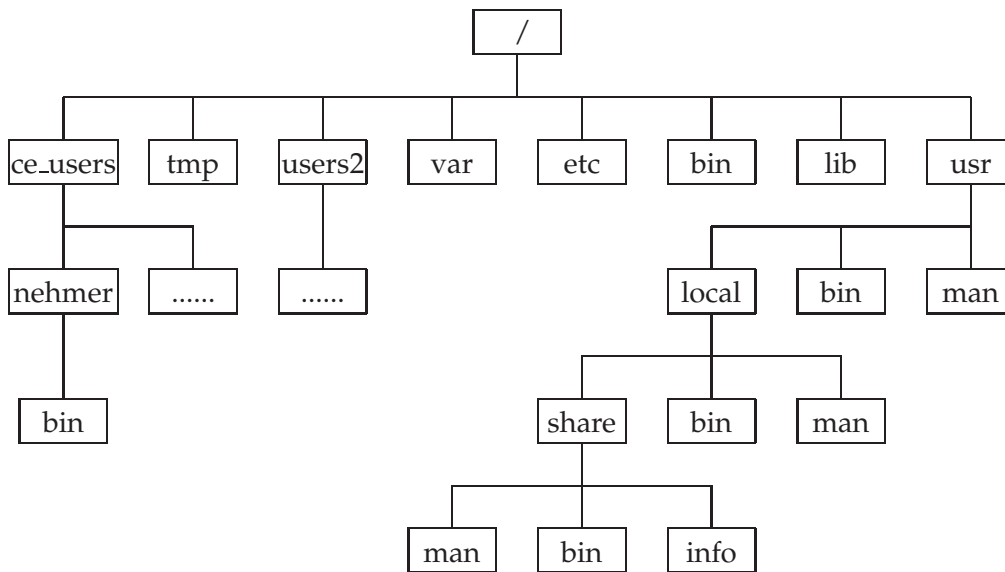 /
ce_users tmp users2 var etc bin lib usr
nehmer ...... ...... local bin man
bin share bin man
man bin info